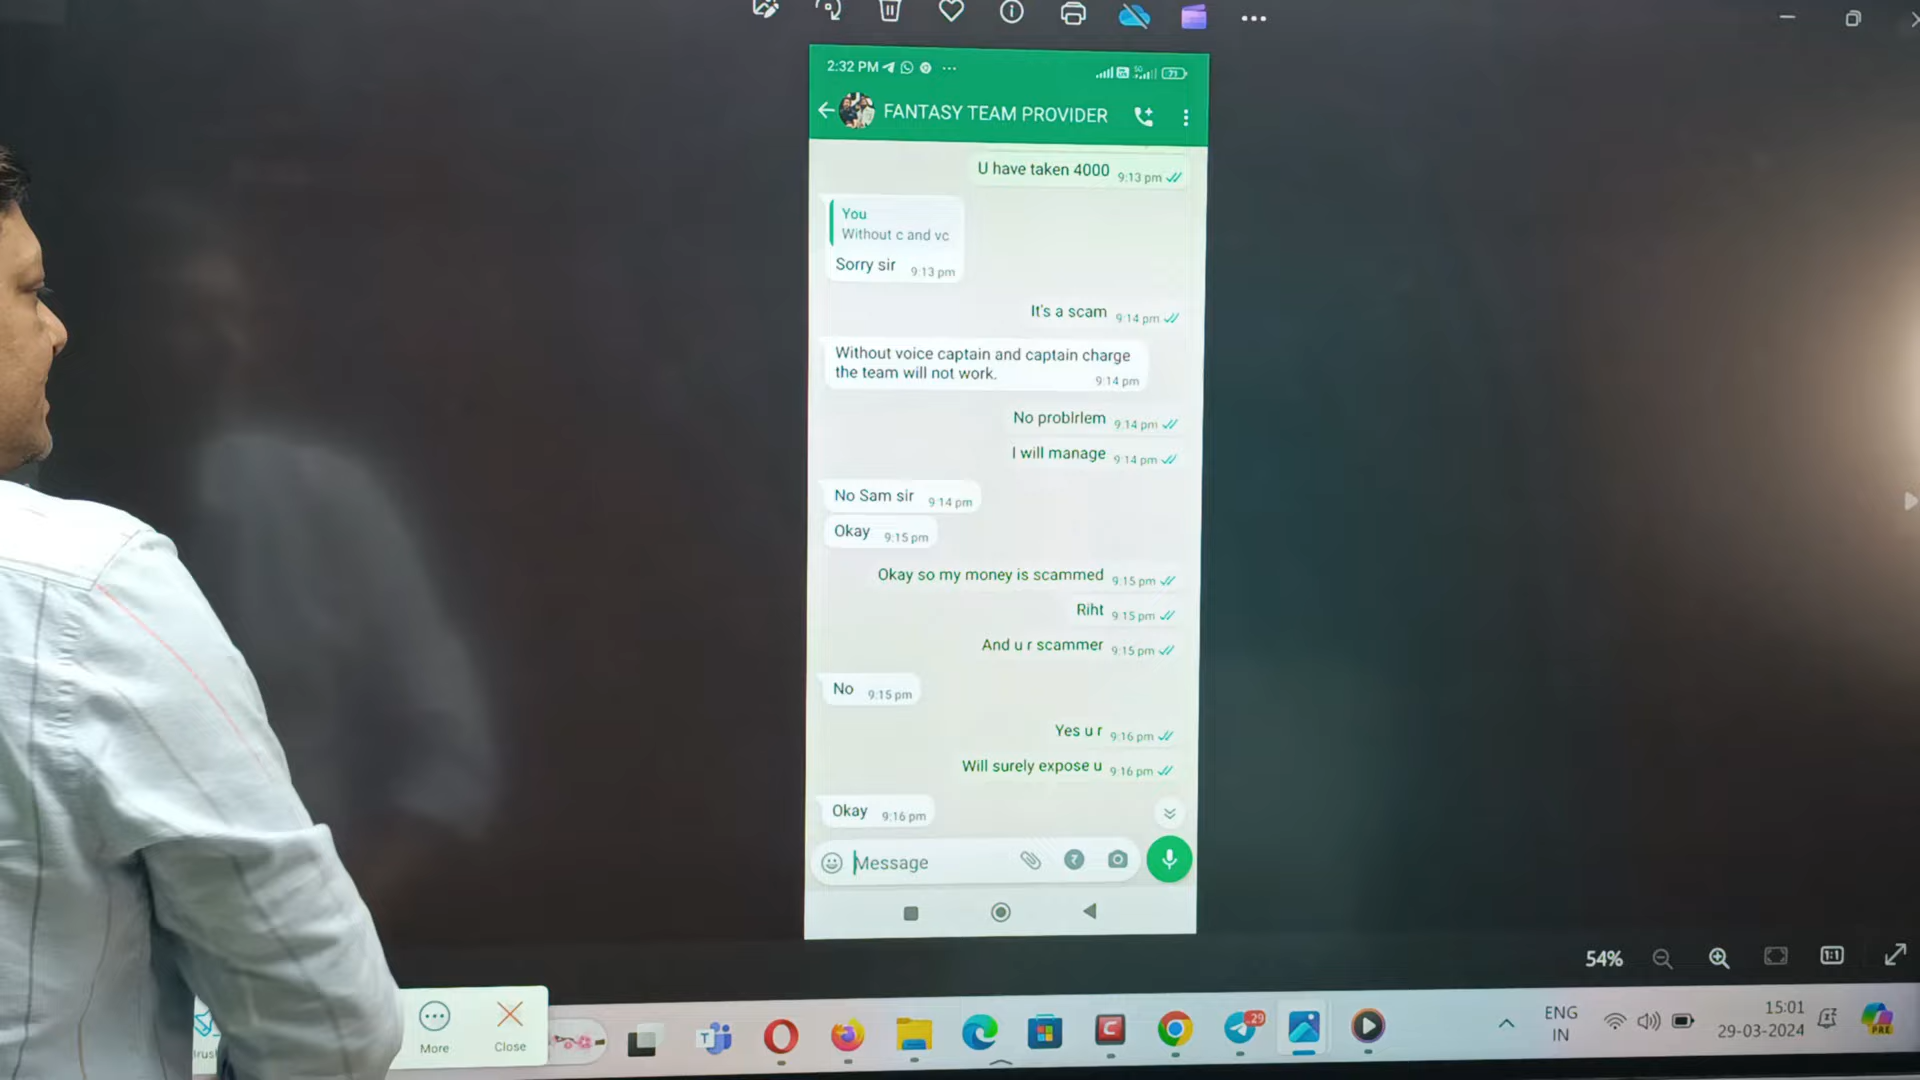 2:32 PM
71
FANTASY TEAM PROVIDER
U have taken 4000 9:13 pm
You
Without c and vc
Sorry sir 9:13 pm
It's a scam 9:14 pm
Without voice captain and captain charge
the team will not work.
9:14 pm
No problrlem 9:14 pm
I will manage 9:14 pm
No Sam sir 9:14 pm
Okay 9:15 pm
Okay so my money is scammed 9:15 pm
Riht 9:15 pm
And u r scammer 9:15 pm
No 9:15 pm
Yes u r 9:16 pm
Will surely expose u 9:16 pm
Okay 9:16 pm
Message
54%
1:1
More
Close
29
ENG
IN
15:01
29-03-2024
PRE